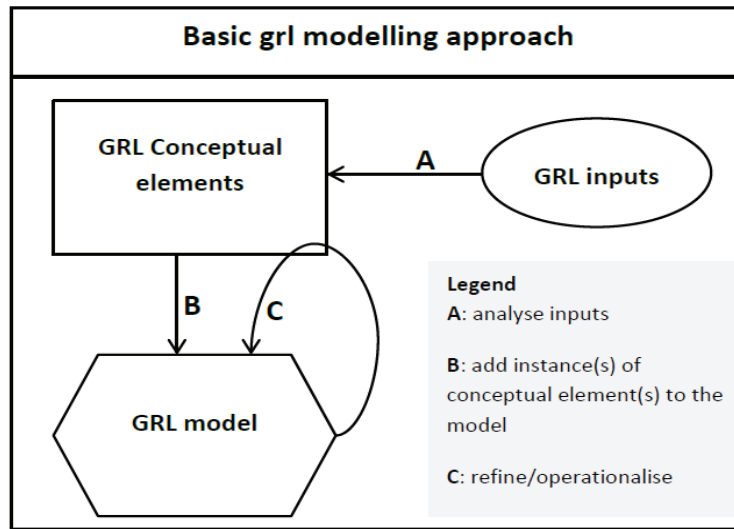 Basic grl modelling approach
GRL Conceptual
elements
A
GRL inputs
B
C
GRL model
Legend
A: analyse inputs
B: add instance(s) of
conceptual element(s) to the
model
C: refine/operationalise